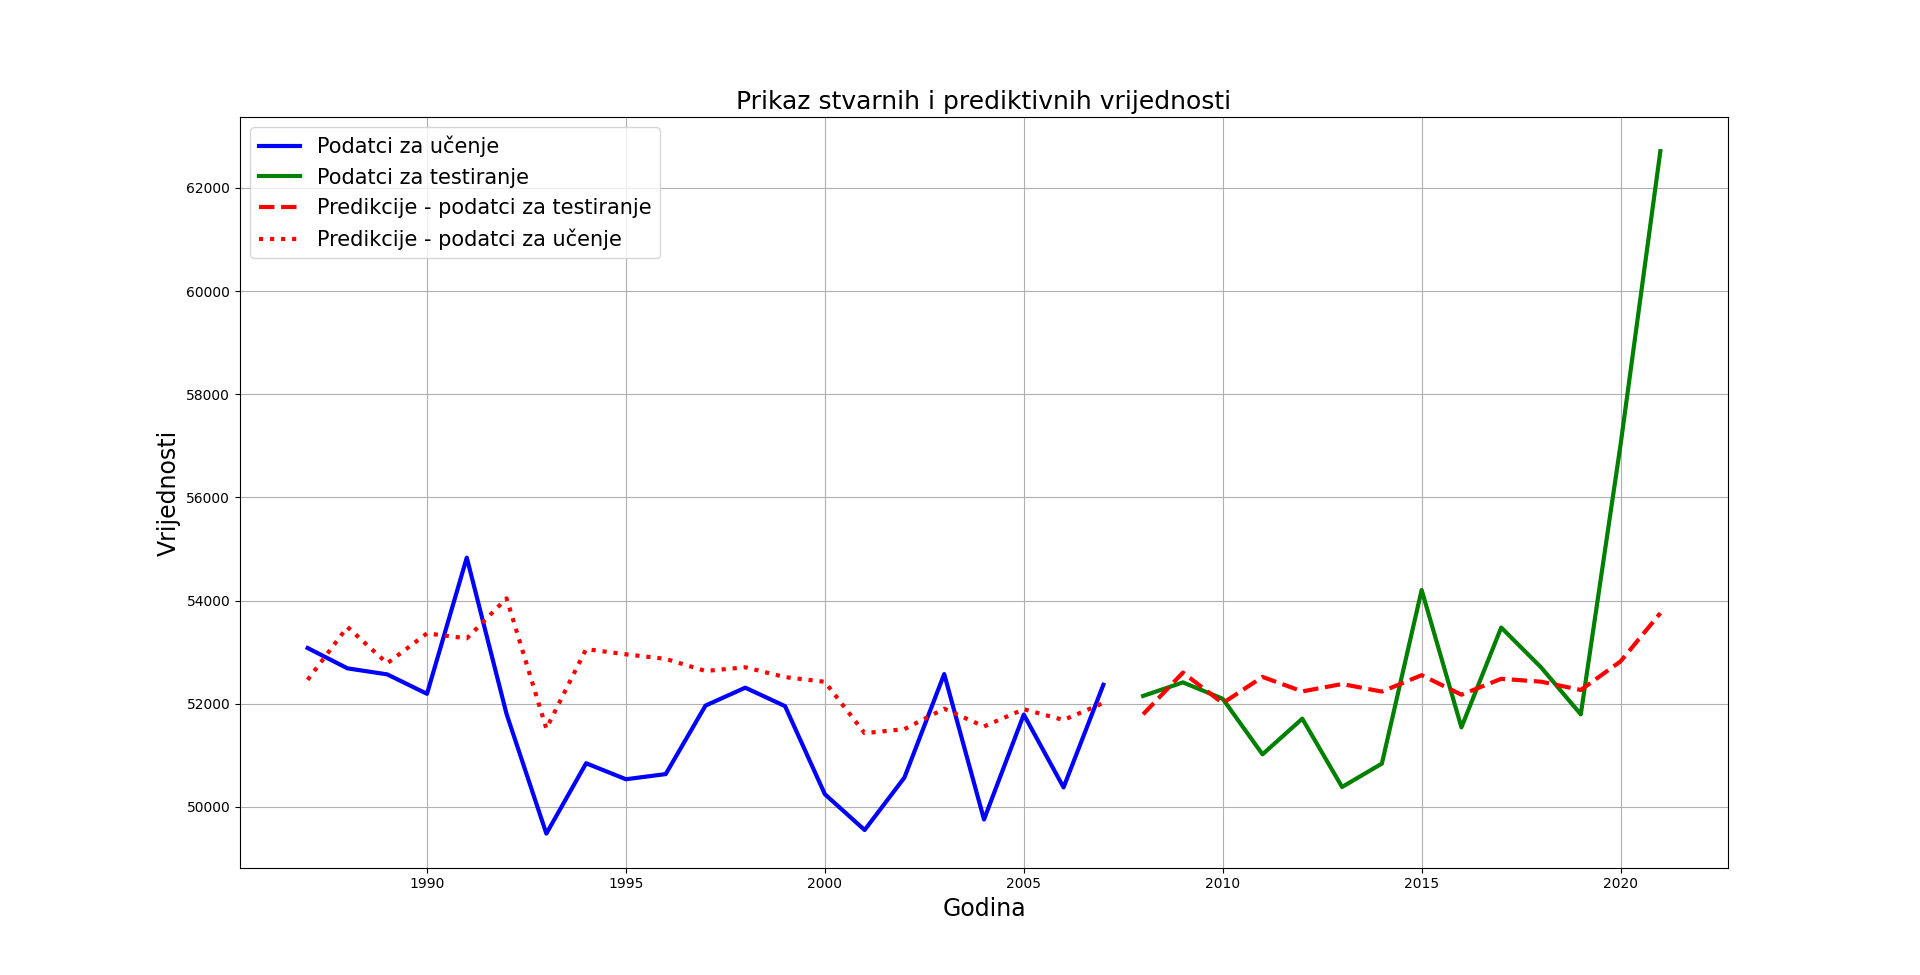 Prikaz stvarnih i prediktivnih vrijednosti
Podatci za učenje
Podatci za testiranje
Predikcije - podatci za testiranje
Predikcije - podatci za učenje
Vrijednosti
62000
60000
58000
56000
54000
52000
50000
1990 1995 2000 2005 2010 2015 2020
Godina